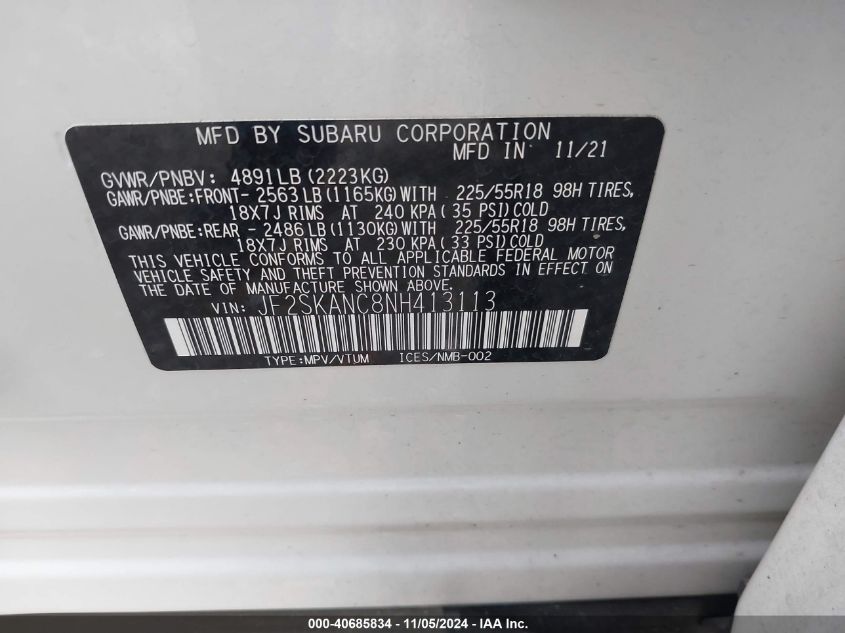 MFD BY SUBARU CORPORATION
MFD IN 11/21
GVWR/PNBV: 4891LB (2223KG)
GAWR/PNBE:FRONT- 2563LB (1165KG) WITH 225/55R18 98H TIRES,
18X7J RIMS AT 240 KPA ( 35 PSI) COLD
GAWR/PNBE:REAR - 2486LB (1130KG) WITH 225/55R18 98H TIRES,
18X7J RIMS AT 230 KPA ( 33 PSI) COLD
THIS VEHICLE CONFORMS TO ALL APPLICABLE FEDERAL MOTOR
VEHICLE SAFETY AND THEFT PREVENTION STANDARDS IN EFFECT ON
THE DATE OF MANUFACTURE SHOWN ABOVE.
VIN: JF2SKANC8NH413113
TYPE:MPV/VTUM ICES/NMB-002
000-40685834 - 11/05/2024 - IAA Inc.